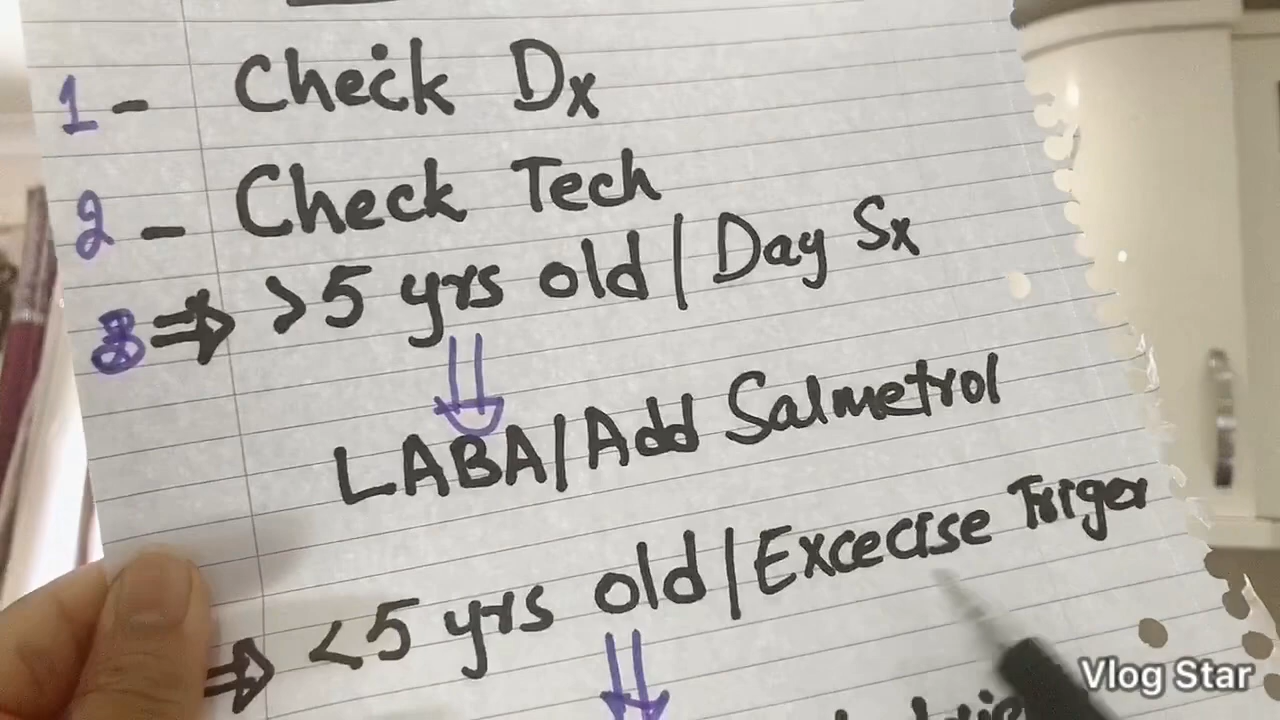 1 - Check Dx
2 - Check Tech
3 ⇒ >5 yrs old / Day Sx
LABA / Add Salmetrol
⇒ <5 yrs old / Excecise Triger
Vlog Star